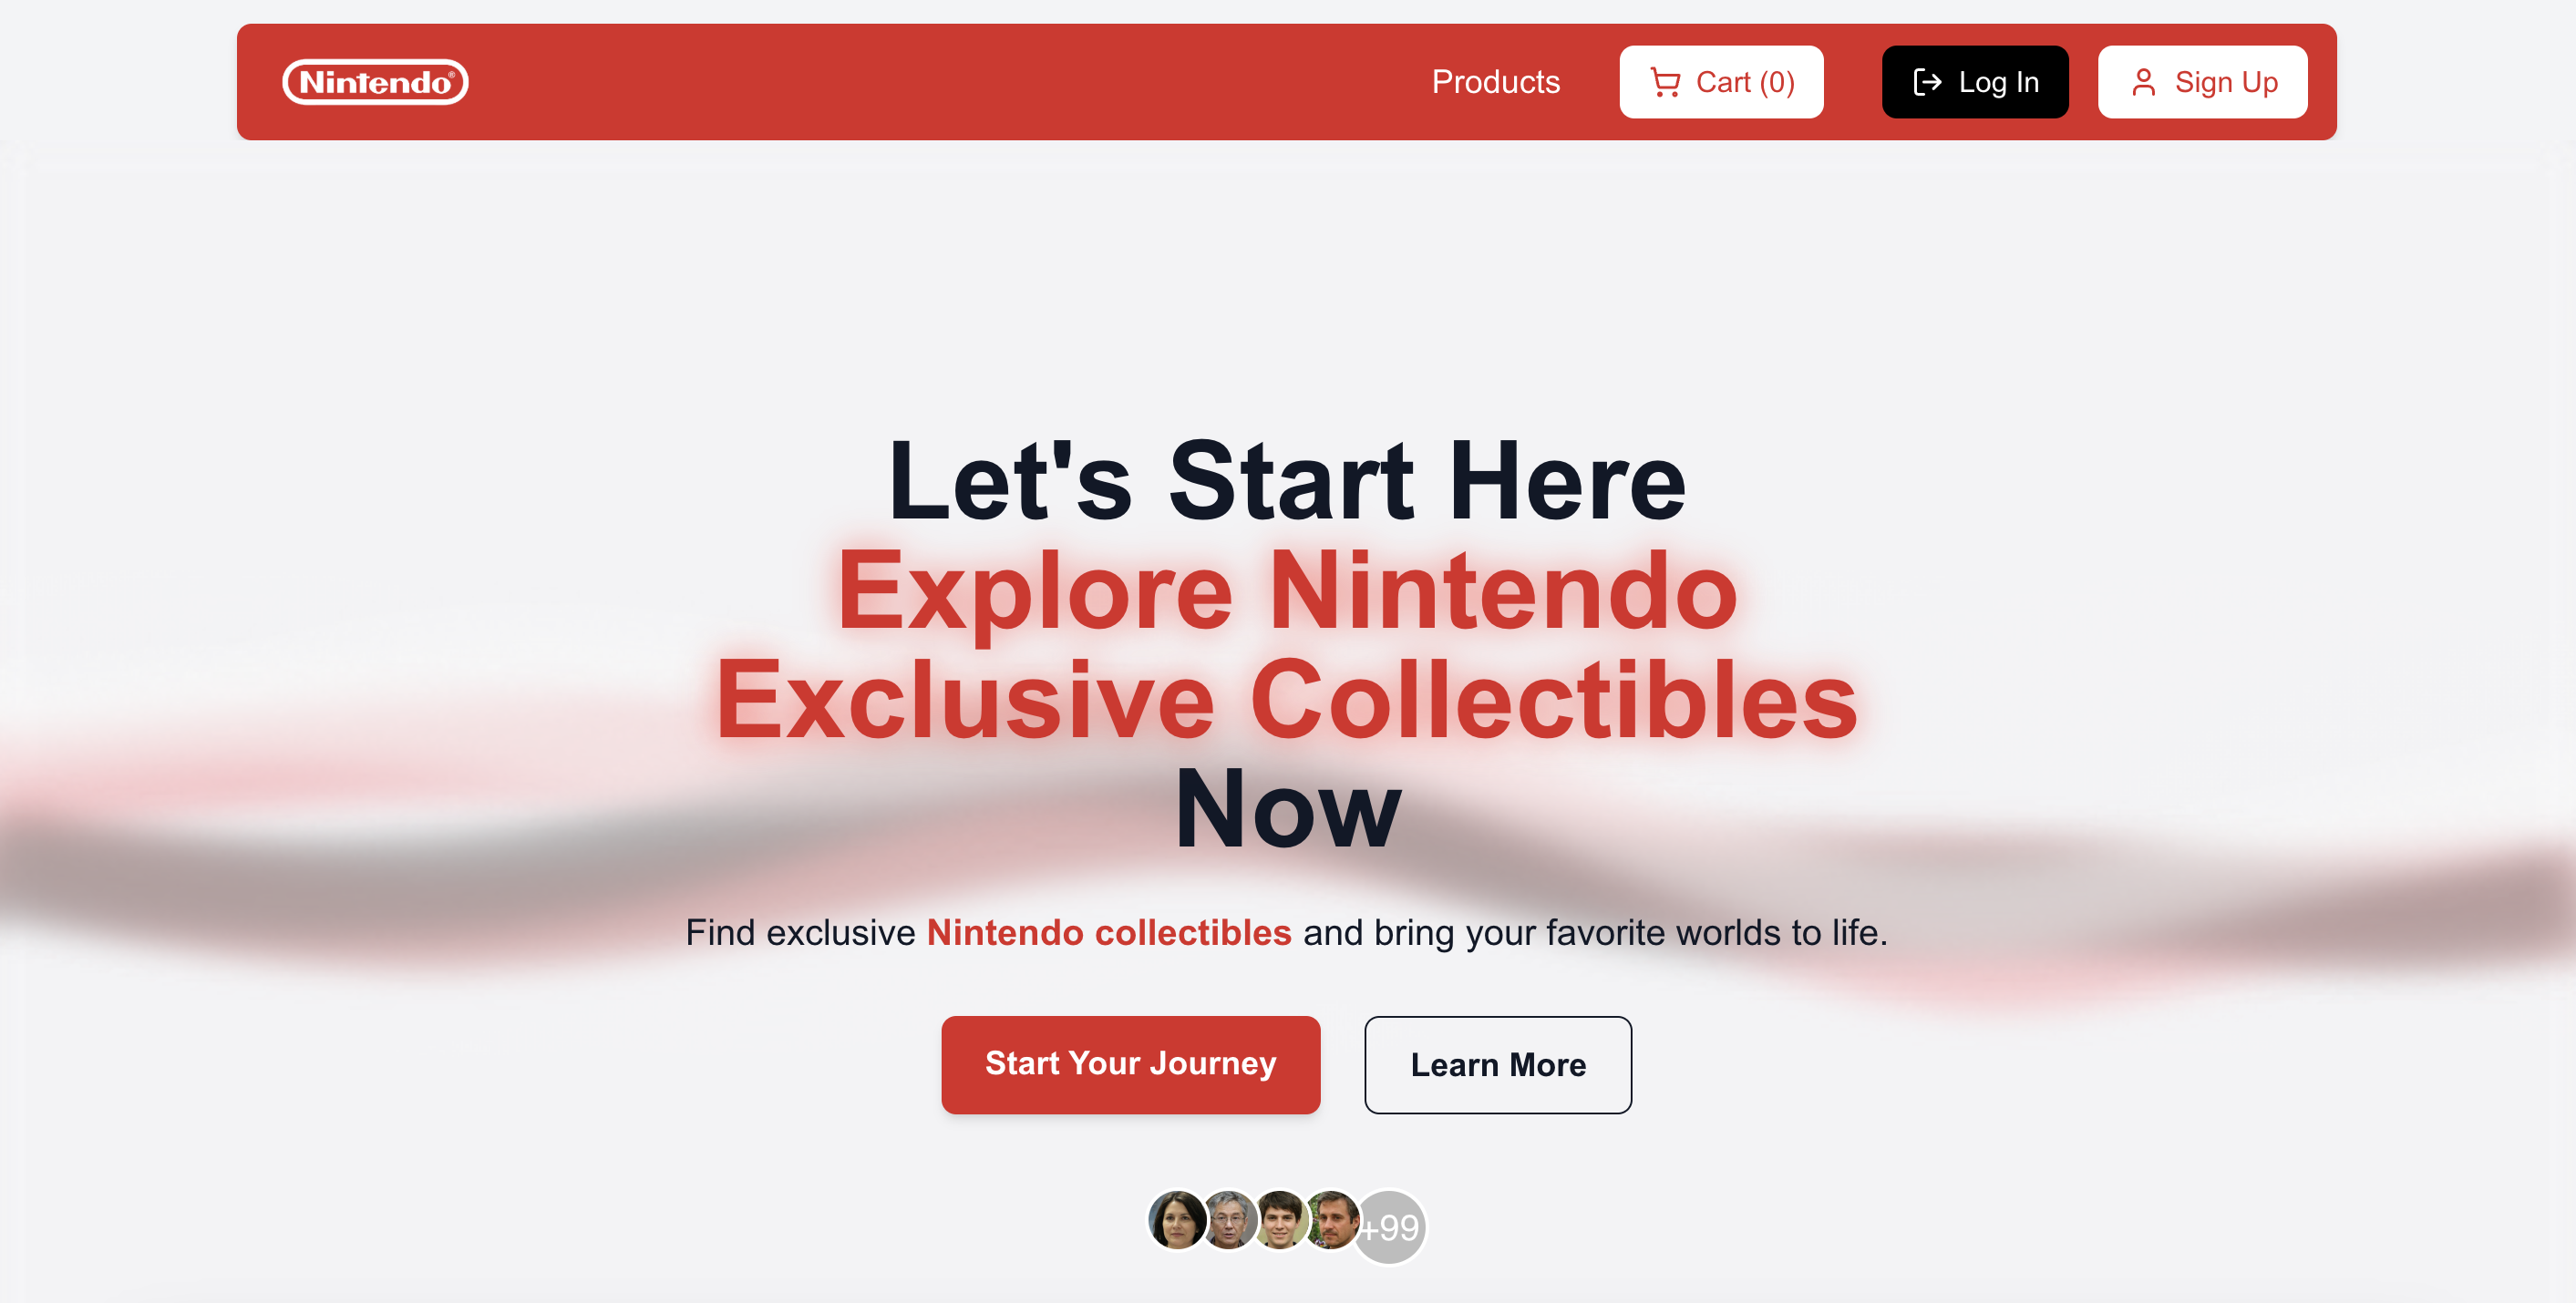 Nintendo®
Products
Cart (0)
Log In
Sign Up
Let's Start Here
Explore Nintendo
Exclusive Collectibles
Now
Find exclusive Nintendo collectibles and bring your favorite worlds to life.
Start Your Journey
Learn More
+99